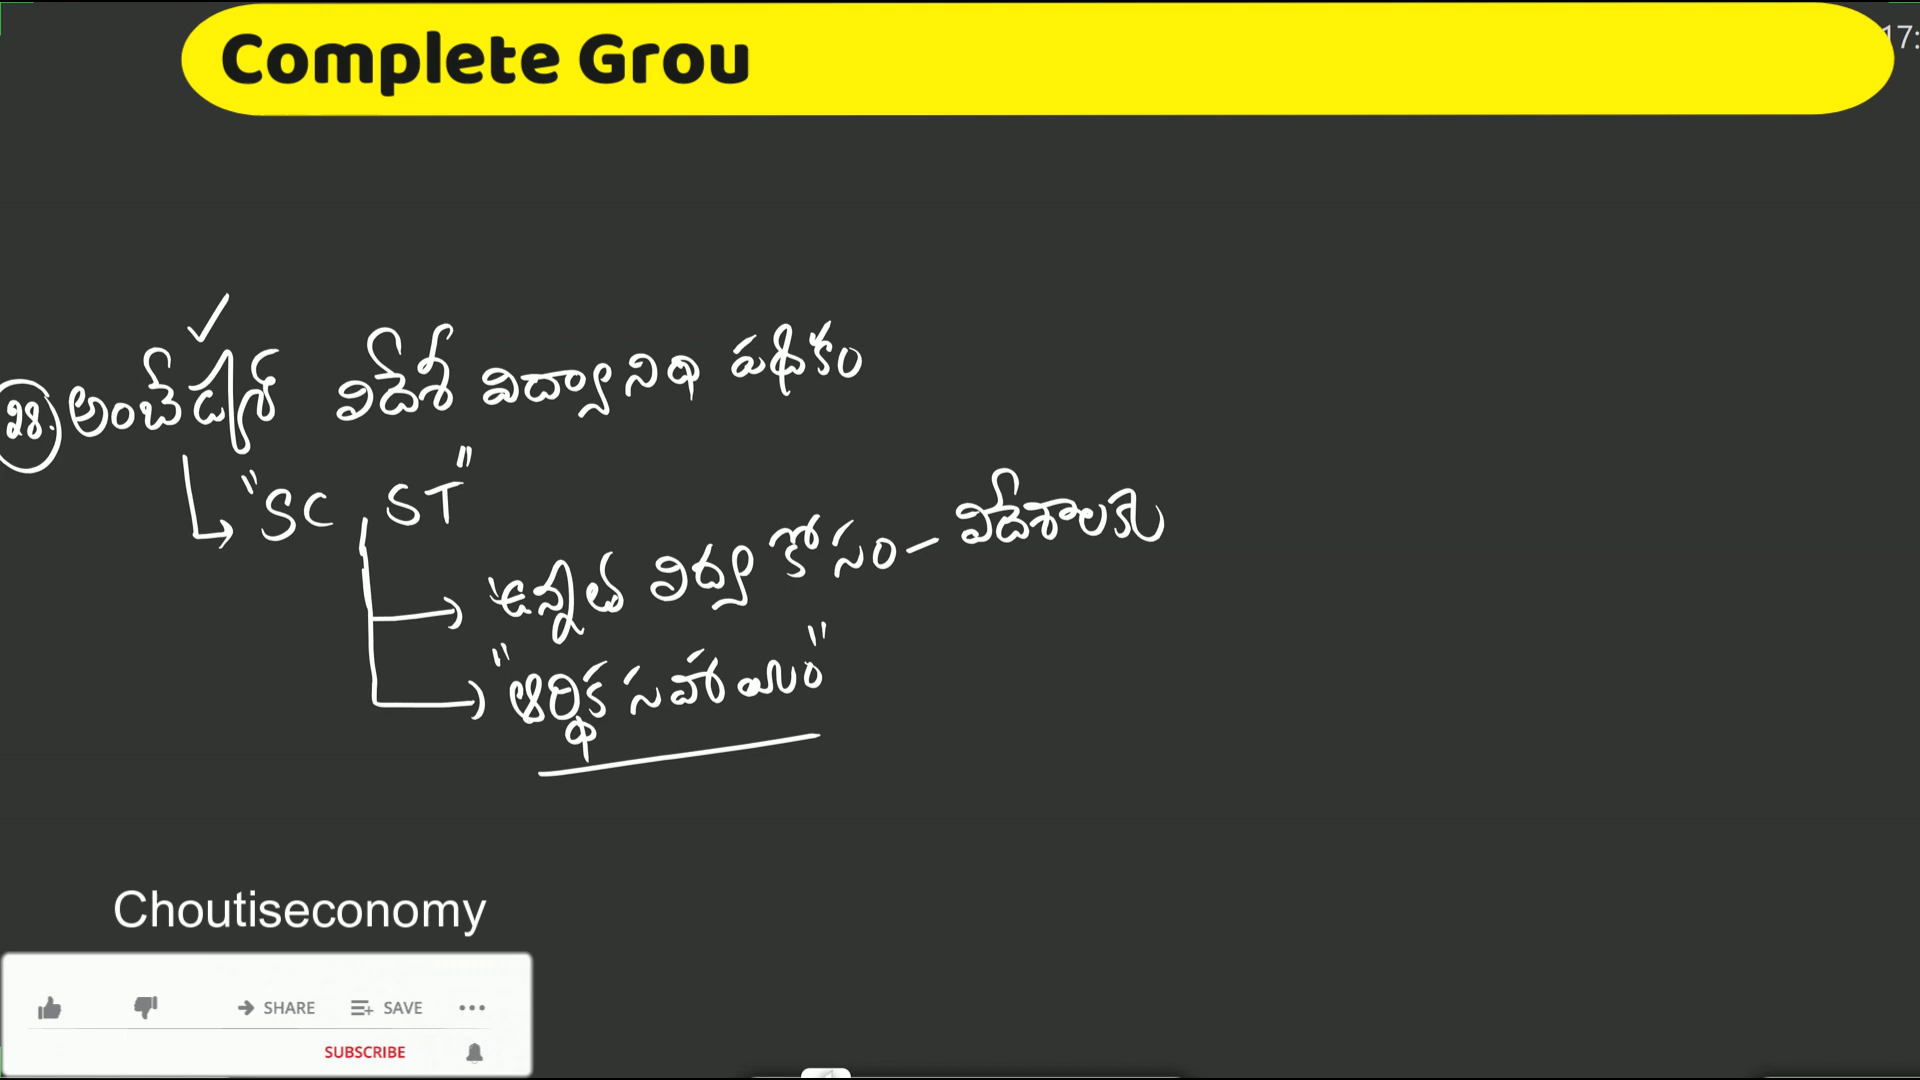 Complete Grou
17:
28. అంబేద్కర్ విదేశీ విద్యానిధి పథకం
"SC, ST"
ఉన్నత విద్య కోసం - విదేశాలకు
"ఆర్థిక సహాయం"
Choutiseconomy
SHARE SAVE
SUBSCRIBE